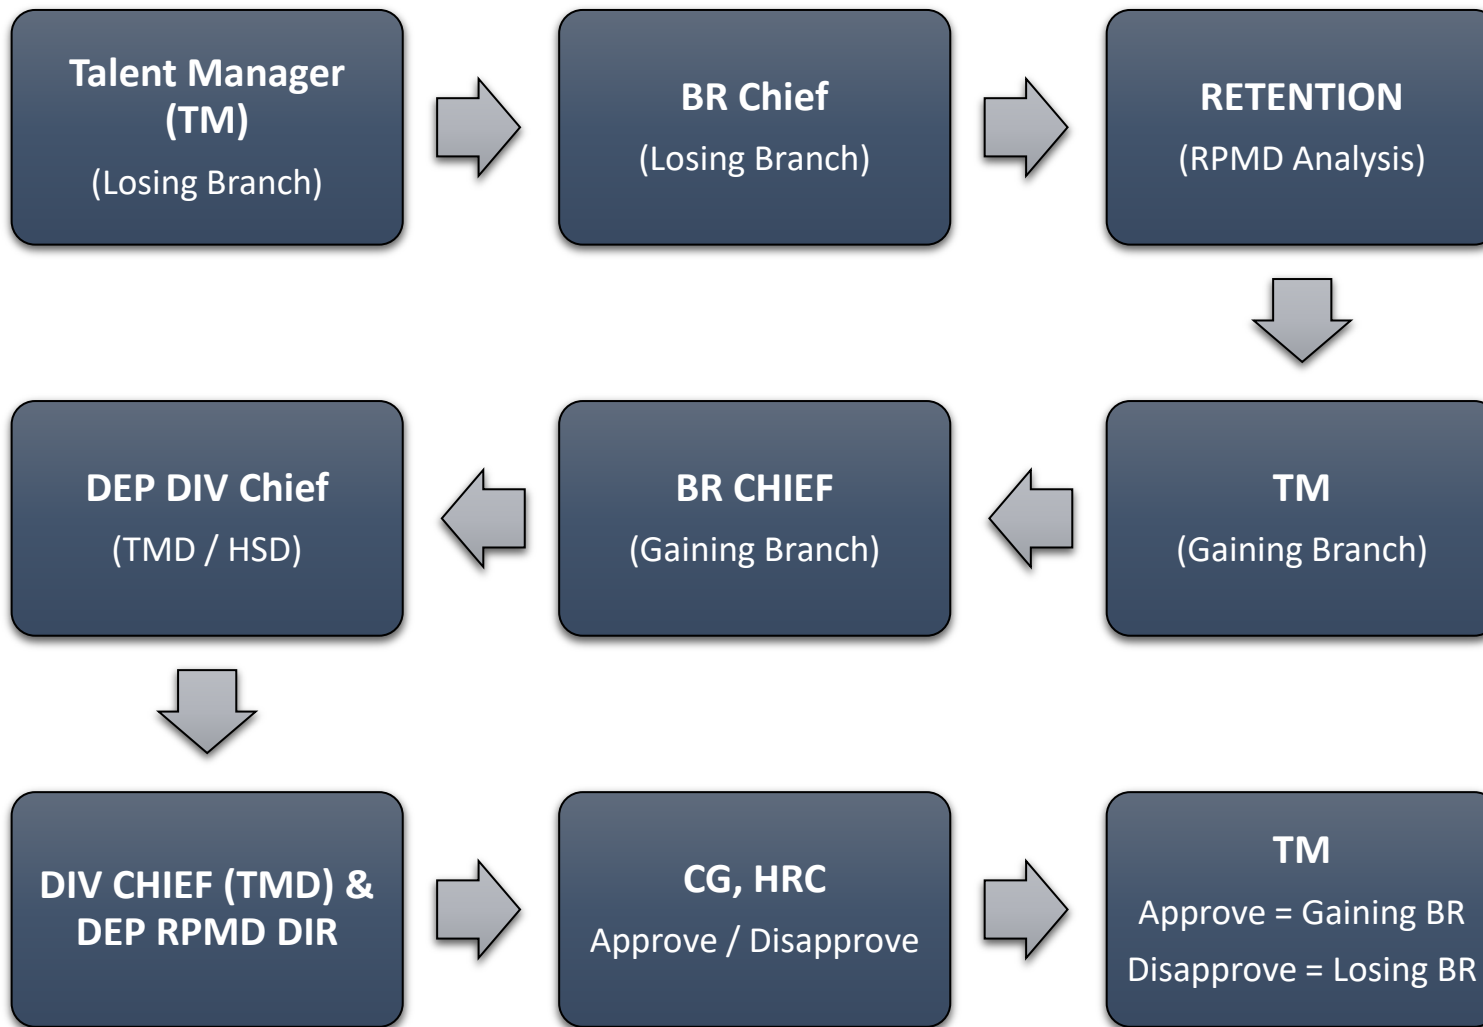 Talent Manager
(TM)
(Losing Branch)
BR Chief
(Losing Branch)
RETENTION
(RPMD Analysis)
DEP DIV Chief
(TMD / HSD)
BR CHIEF
(Gaining Branch)
TM
(Gaining Branch)
DIV CHIEF (TMD) &
DEP RPMD DIR
CG, HRC
Approve / Disapprove
TM
Approve = Gaining BR
Disapprove = Losing BR